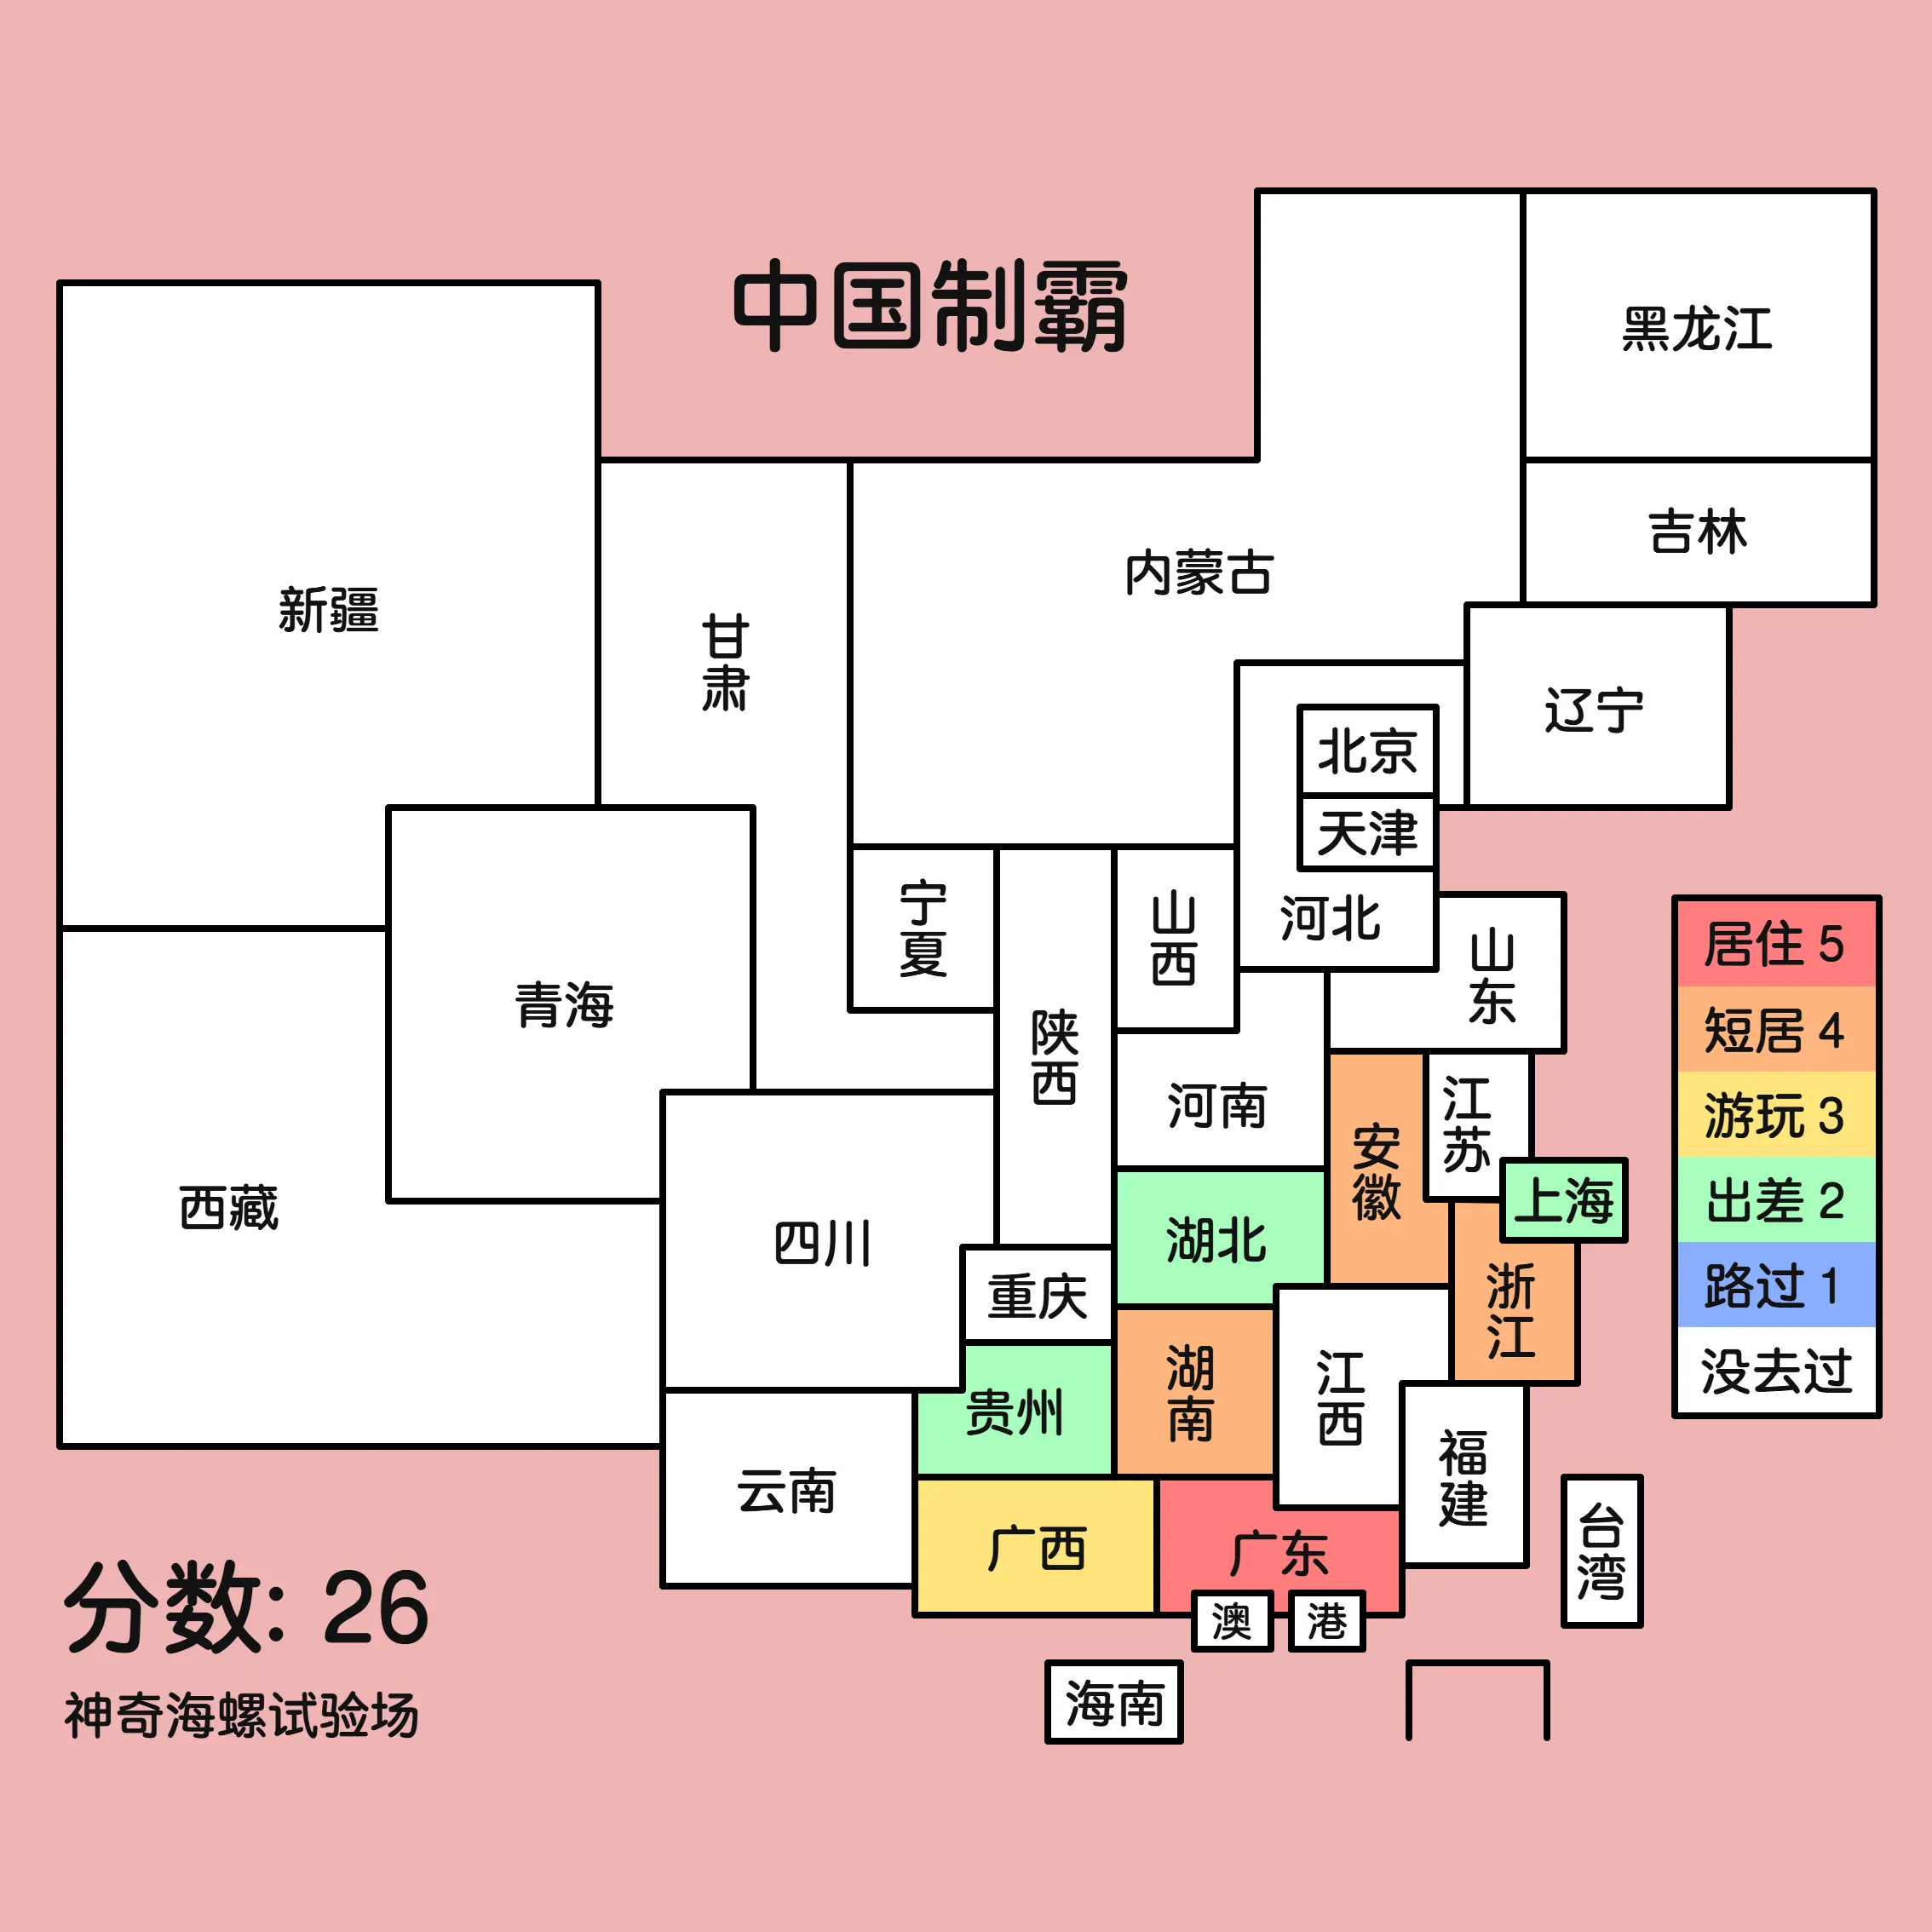 中国制霸
黑龙江
吉林
内蒙古
新疆
甘肃
辽宁
北京
天津
河北
宁夏
山西
山东
青海
陕西
河南
安徽
江苏
上海
西藏
四川
湖北
重庆
浙江
湖南
江西
贵州
福建
云南
广西
广东
台湾
澳
港
海南
居住 5
短居 4
游玩 3
出差 2
路过 1
没去过
分数: 26
神奇海螺试验场